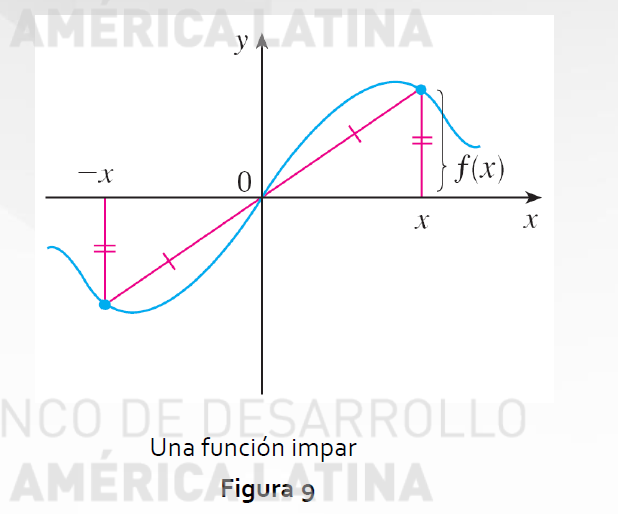 AMÉRICA LATINA
y
−x
0
f(x)
x
x
NCO DE DESARROLLO
Una función impar
AMÉRICA LATINA
Figura 9